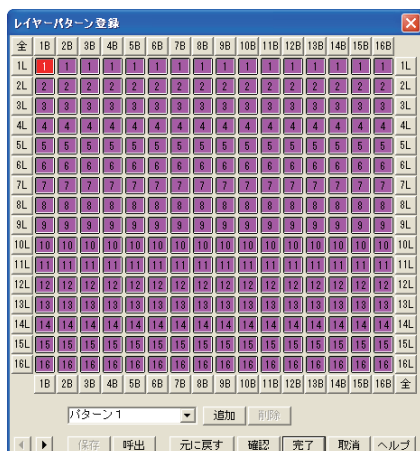 レイヤーパターン登録
全 1B 2B 3B 4B 5B 6B 7B 8B 9B 10B 11B 12B 13B 14B 15B 16B
1L 1 1 1 1 1 1 1 1 1 1 1 1 1 1 1 1 1L
2L 2 2 2 2 2 2 2 2 2 2 2 2 2 2 2 2 2L
3L 3 3 3 3 3 3 3 3 3 3 3 3 3 3 3 3 3L
4L 4 4 4 4 4 4 4 4 4 4 4 4 4 4 4 4 4L
5L 5 5 5 5 5 5 5 5 5 5 5 5 5 5 5 5 5L
6L 6 6 6 6 6 6 6 6 6 6 6 6 6 6 6 6 6L
7L 7 7 7 7 7 7 7 7 7 7 7 7 7 7 7 7 7L
8L 8 8 8 8 8 8 8 8 8 8 8 8 8 8 8 8 8L
9L 9 9 9 9 9 9 9 9 9 9 9 9 9 9 9 9 9L
10L 10 10 10 10 10 10 10 10 10 10 10 10 10 10 10 10 10L
11L 11 11 11 11 11 11 11 11 11 11 11 11 11 11 11 11 11L
12L 12 12 12 12 12 12 12 12 12 12 12 12 12 12 12 12 12L
13L 13 13 13 13 13 13 13 13 13 13 13 13 13 13 13 13 13L
14L 14 14 14 14 14 14 14 14 14 14 14 14 14 14 14 14 14L
15L 15 15 15 15 15 15 15 15 15 15 15 15 15 15 15 15 15L
16L 16 16 16 16 16 16 16 16 16 16 16 16 16 16 16 16 16L
1B 2B 3B 4B 5B 6B 7B 8B 9B 10B 11B 12B 13B 14B 15B 16B 全
パターン1 追加 削除
保存 呼出 元に戻す 確認 完了 取消 ヘルプ